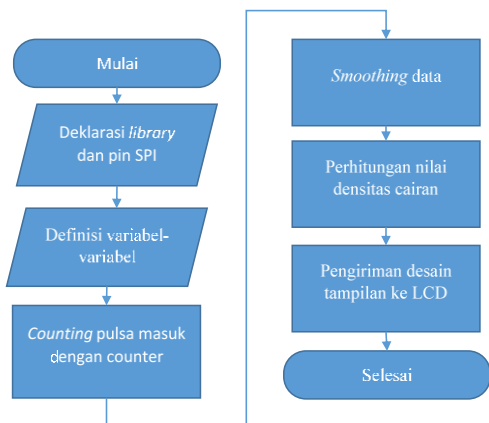 Mulai
Deklarasi library
dan pin SPI
Definisi variabel-
variabel
Counting pulsa masuk
dengan counter
Smoothing data
Perhitungan nilai
densitas cairan
Pengiriman desain
tampilan ke LCD
Selesai